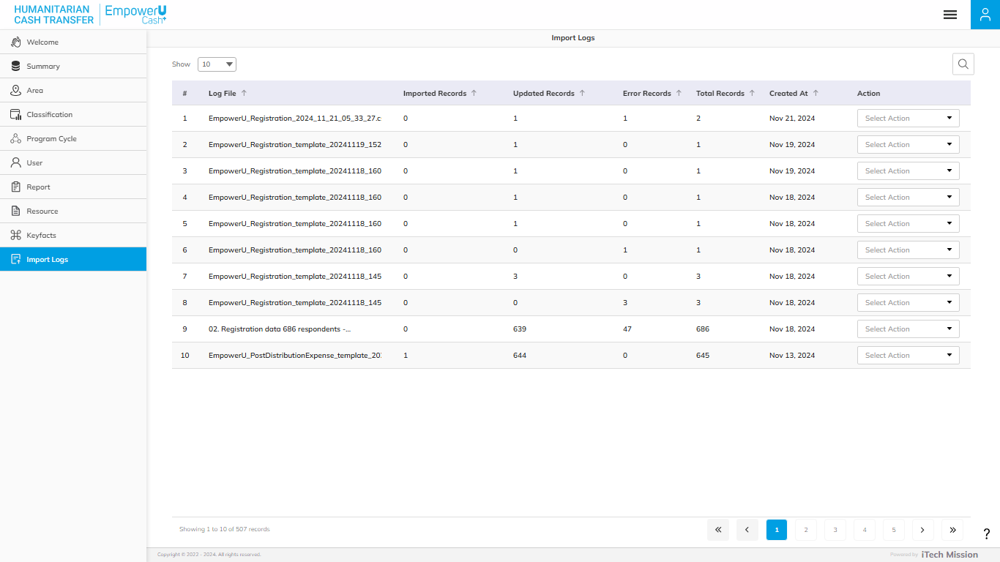 HUMANITARIAN
CASH TRANSFER
EmpowerU
Cash+
Welcome
Summary
Area
Classification
Program Cycle
User
Report
Resource
Keyfacts
Import Logs
Import Logs
Show 10
# Log File Imported Records Updated Records Error Records Total Records Created At Action
1 EmpowerU_Registration_2024_11_21_05_33_27.c 0 1 1 2 Nov 21, 2024 Select Action
2 EmpowerU_Registration_template_20241119_152 0 1 0 1 Nov 19, 2024 Select Action
3 EmpowerU_Registration_template_20241118_160 0 1 0 1 Nov 19, 2024 Select Action
4 EmpowerU_Registration_template_20241118_160 0 1 0 1 Nov 18, 2024 Select Action
5 EmpowerU_Registration_template_20241118_160 0 1 0 1 Nov 18, 2024 Select Action
6 EmpowerU_Registration_template_20241118_160 0 0 1 1 Nov 18, 2024 Select Action
7 EmpowerU_Registration_template_20241118_145 0 3 0 3 Nov 18, 2024 Select Action
8 EmpowerU_Registration_template_20241118_145 0 0 3 3 Nov 18, 2024 Select Action
9 02. Registration data 686 respondents -... 0 639 47 686 Nov 18, 2024 Select Action
10 EmpowerU_PostDistributionExpense_template_20 1 644 0 645 Nov 13, 2024 Select Action
Showing 1 to 10 of 507 records
« ‹ 1 2 3 4 5 › »
?
Copyright © 2022 - 2024. All rights reserved.
Powered by iTech Mission